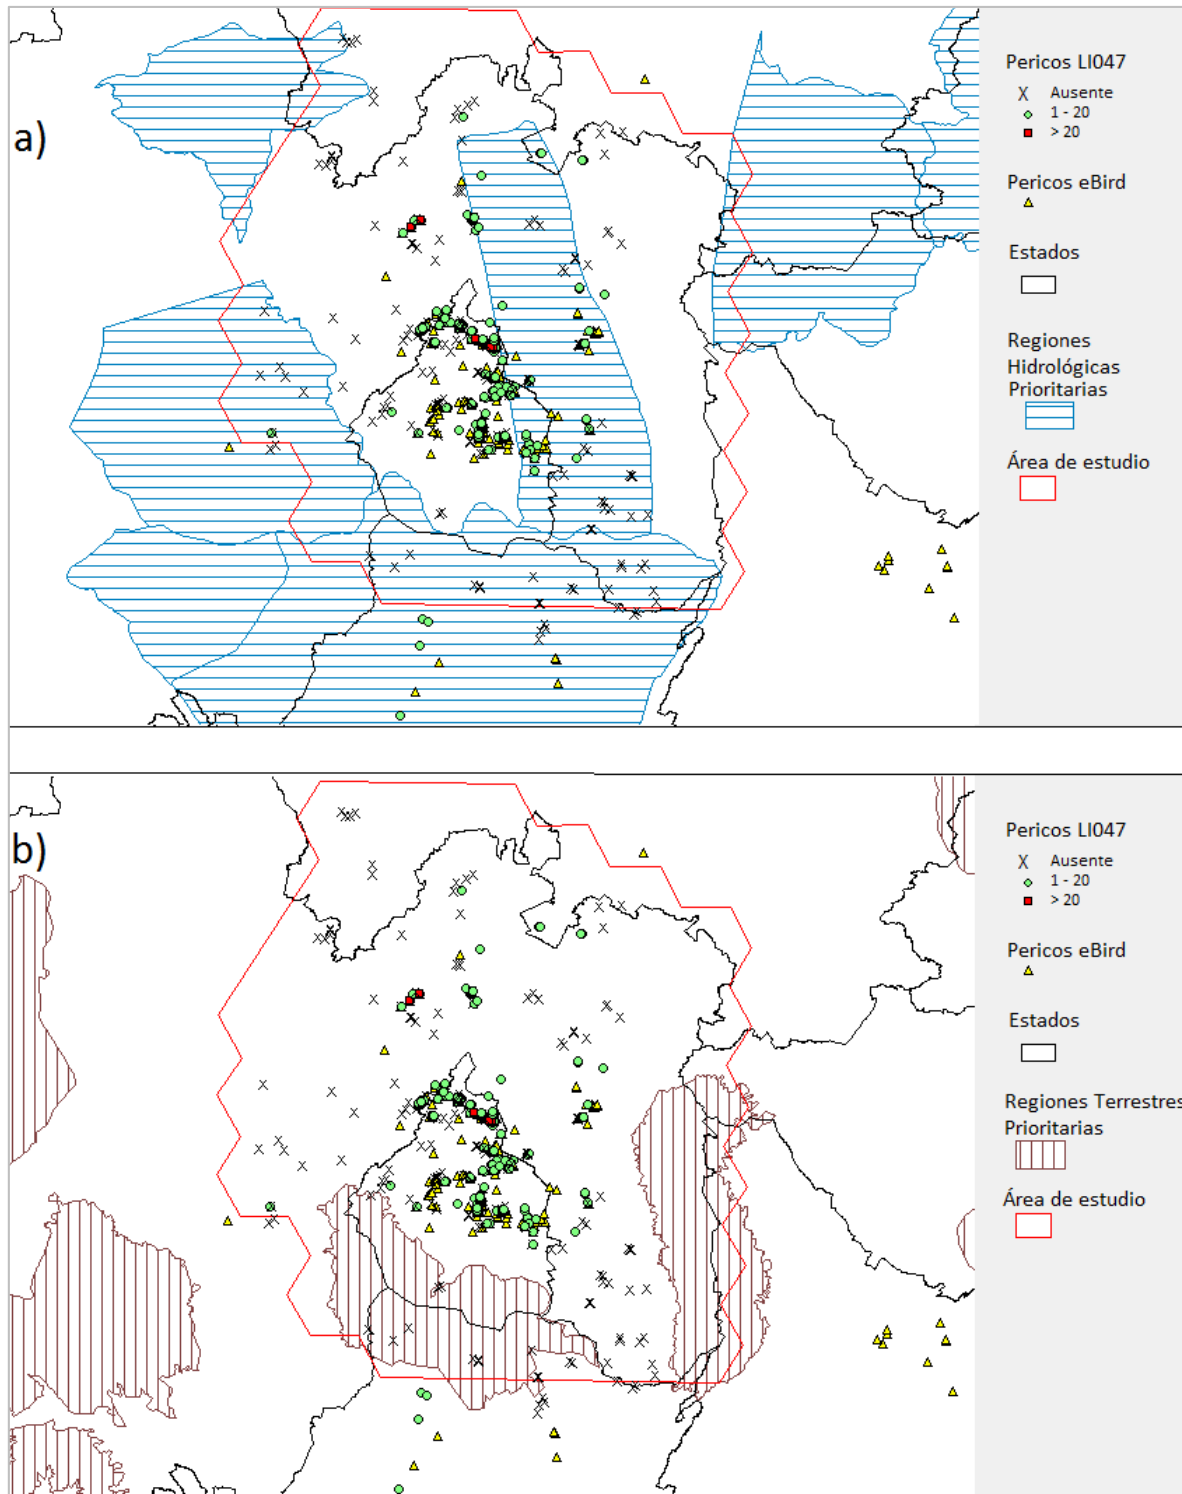 a)
Pericos LI047
X Ausente
1 - 20
> 20
Pericos eBird
Estados
Regiones
Hidrológicas
Prioritarias
Área de estudio
b)
Pericos LI047
X Ausente
1 - 20
> 20
Pericos eBird
Estados
Regiones Terrestres
Prioritarias
Área de estudio